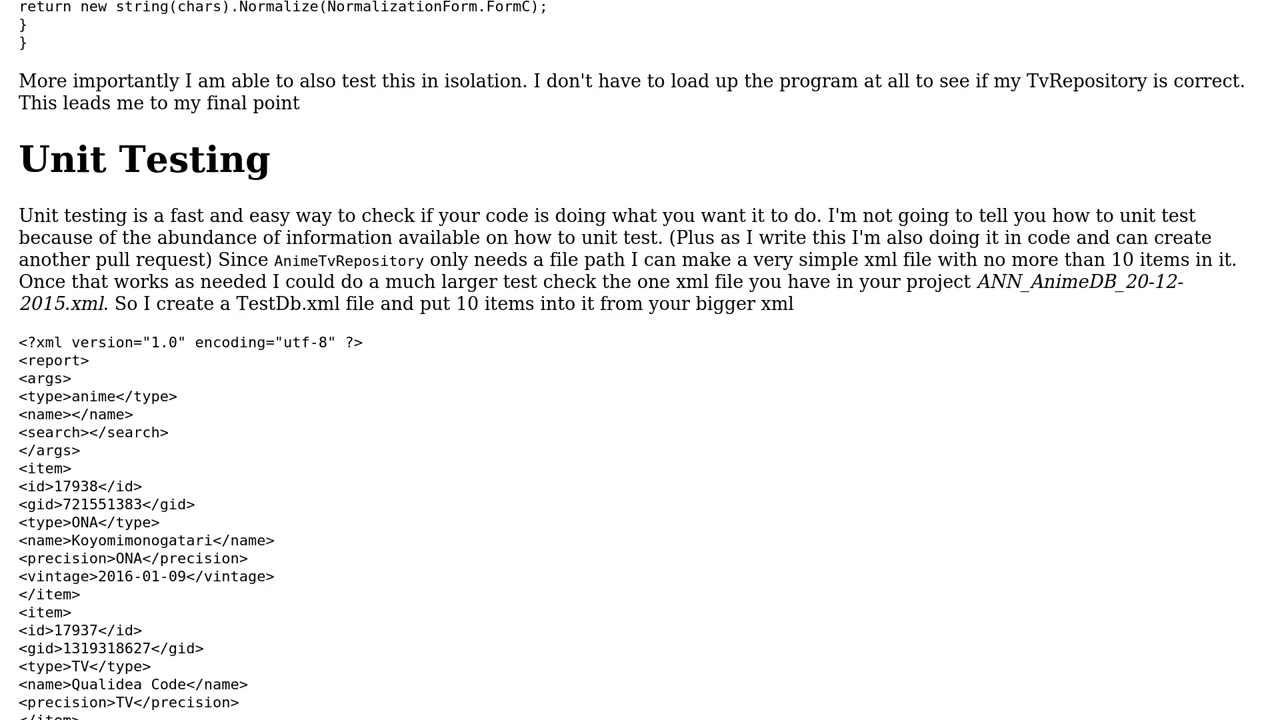 return new string(chars).Normalize(NormalizationForm.FormC);
}
}
More importantly I am able to also test this in isolation. I don't have to load up the program at all to see if my TvRepository is correct.
This leads me to my final point
Unit Testing
Unit testing is a fast and easy way to check if your code is doing what you want it to do. I'm not going to tell you how to unit test
because of the abundance of information available on how to unit test. (Plus as I write this I'm also doing it in code and can create
another pull request) Since AnimeTvRepository only needs a file path I can make a very simple xml file with no more than 10 items in it.
Once that works as needed I could do a much larger test check the one xml file you have in your project ANN_AnimeDB_20-12-
2015.xml. So I create a TestDb.xml file and put 10 items into it from your bigger xml
<?xml version="1.0" encoding="utf-8" ?>
<report>
<args>
<type>anime</type>
<name></name>
<search></search>
</args>
<item>
<id>17938</id>
<gid>721551383</gid>
<type>ONA</type>
<name>Koyomimonogatari</name>
<precision>ONA</precision>
<vintage>2016-01-09</vintage>
</item>
<item>
<id>17937</id>
<gid>1319318627</gid>
<type>TV</type>
<name>Qualidea Code</name>
<precision>TV</precision>
</item>